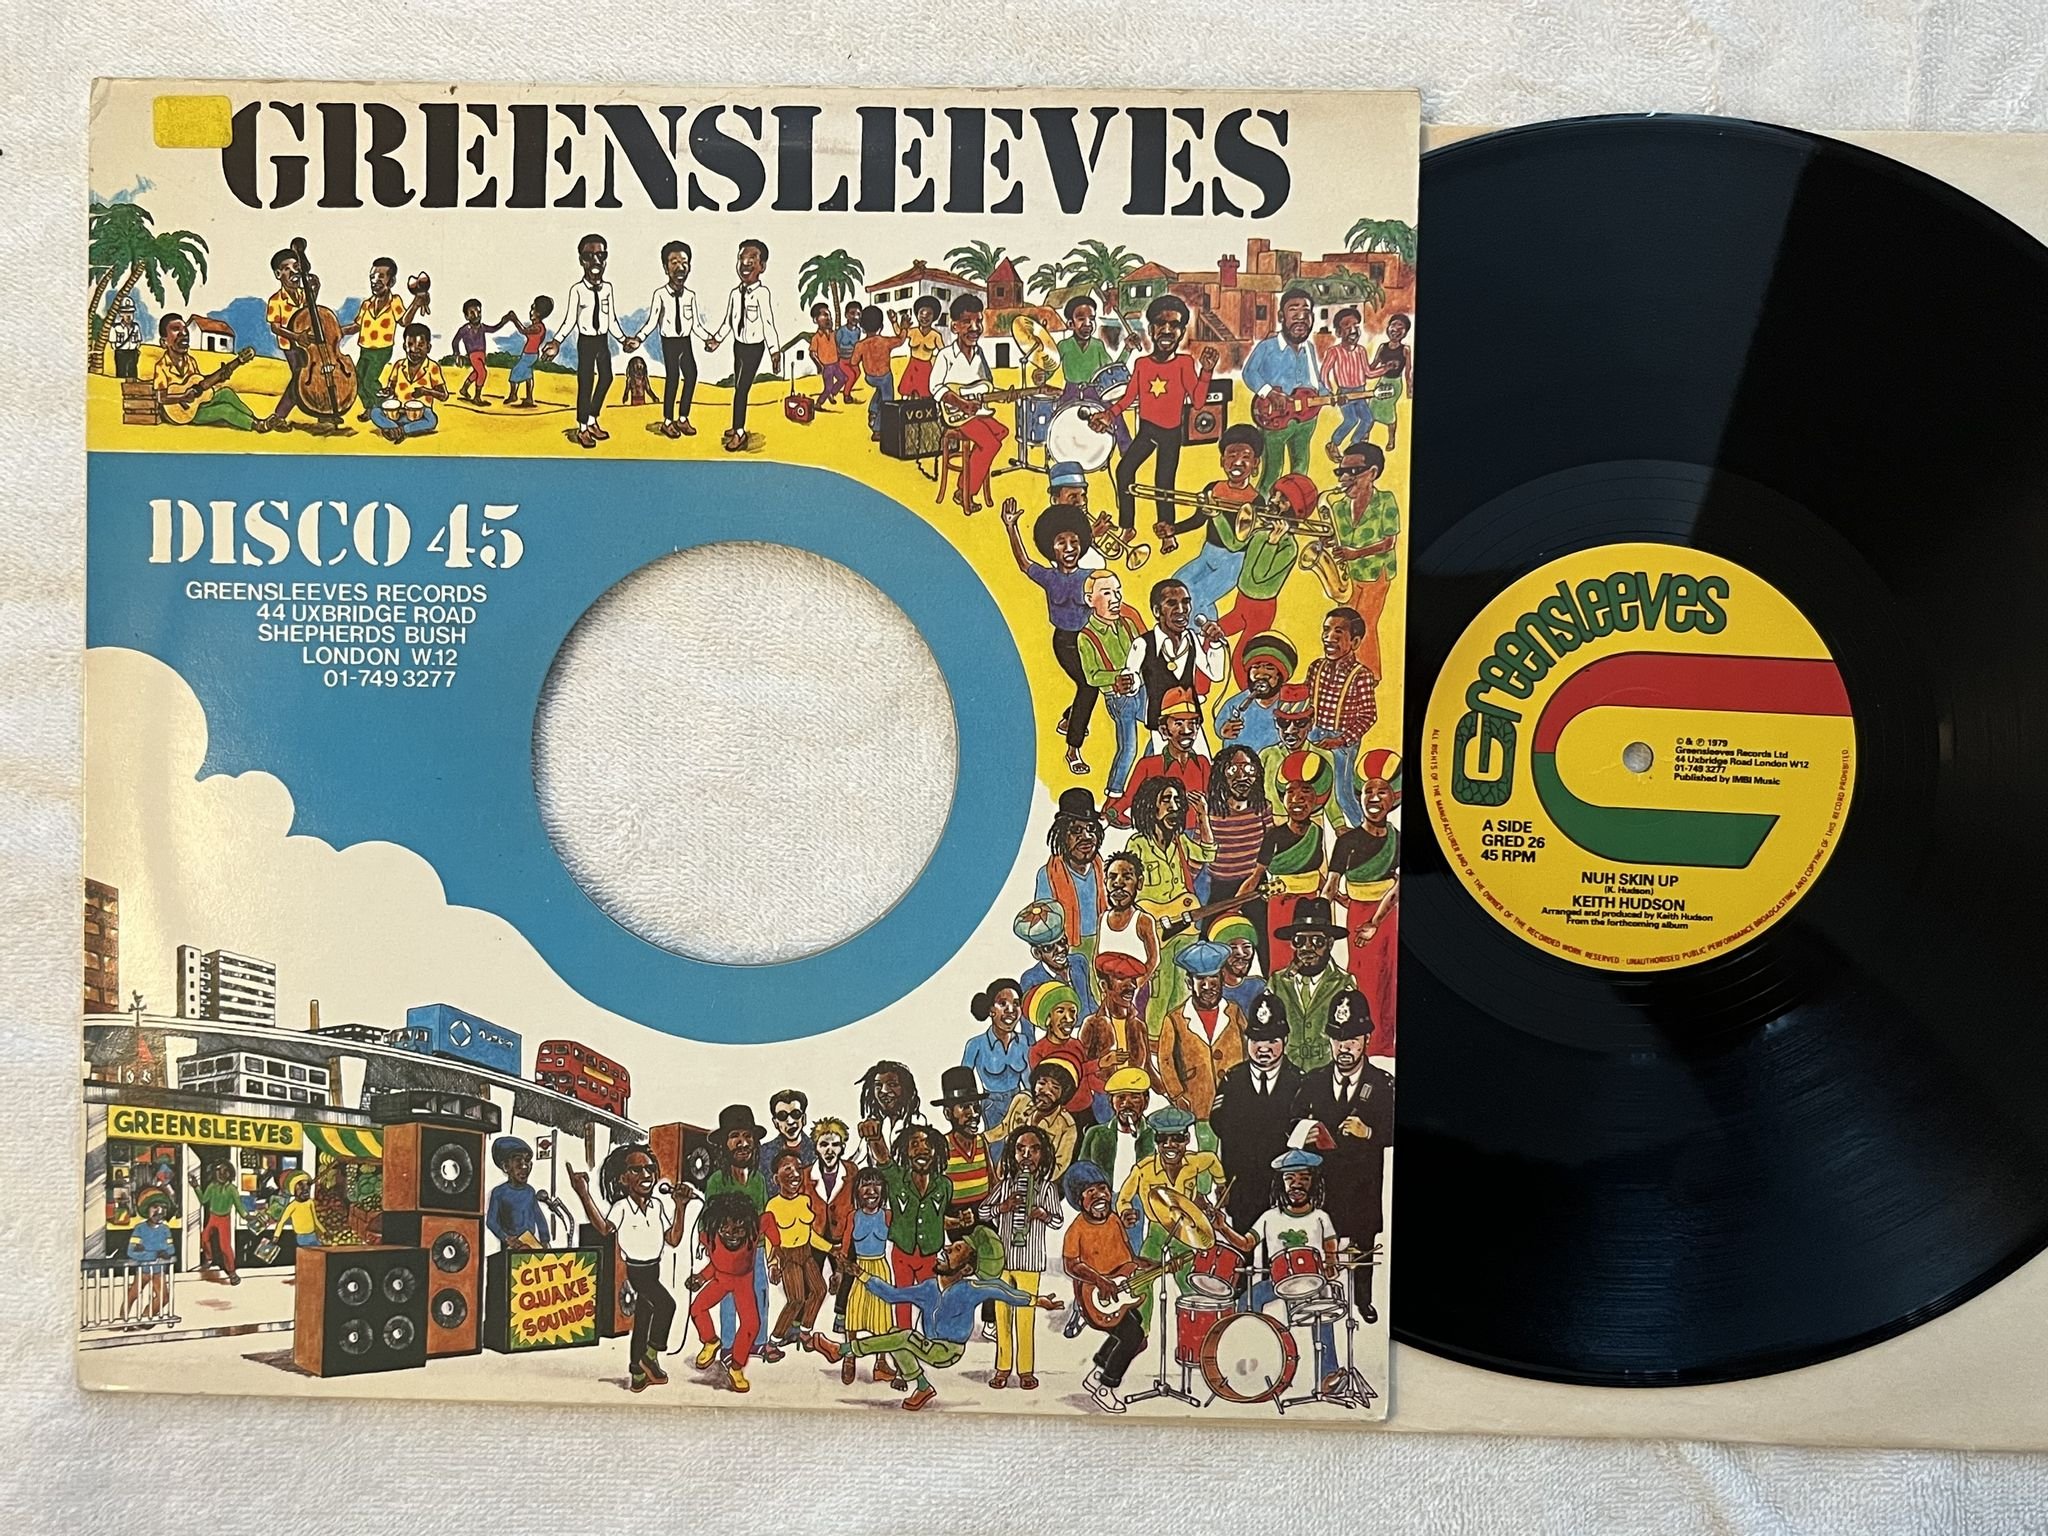 GREENSLEEVES
VOX
DISCO 45
GREENSLEEVES RECORDS
44 UXBRIDGE ROAD
SHEPHERDS BUSH
LONDON W.12
01-749 3277
GREENSLEEVES
CITY
QUAKE
SOUNDS
Greensleeves
© & ℗ 1979
Greensleeves Records Ltd
44 Uxbridge Road London W12
01-749 3277
Published by IMBI Music
A SIDE
GRED 26
45 RPM
NUH SKIN UP
(K. Hudson)
KEITH HUDSON
Arranged and produced by Keith Hudson
From the forthcoming album
ALL RIGHTS OF THE MANUFACTURER AND OF THE OWNER OF THE RECORDED WORK RESERVED · UNAUTHORISED PUBLIC PERFORMANCE BROADCASTING AND COPYING OF THIS RECORD PROHIBITED